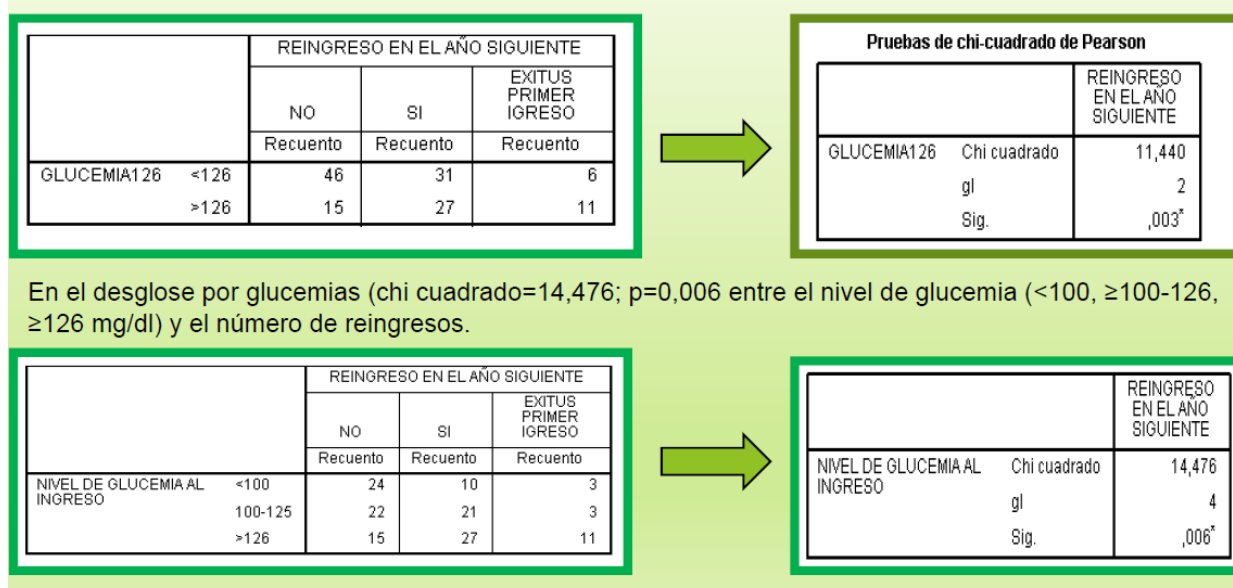 REINGRESO EN EL AÑO SIGUIENTE
NO SI EXITUS PRIMER IGRESO
Recuento Recuento Recuento
GLUCEMIA126 <126 46 31 6
>126 15 27 11
Pruebas de chi-cuadrado de Pearson
REINGRESO EN EL AÑO SIGUIENTE
GLUCEMIA126 Chi cuadrado 11,440
gl 2
Sig. ,003*
En el desglose por glucemias (chi cuadrado=14,476; p=0,006 entre el nivel de glucemia (<100, ≥100-126,
≥126 mg/dl) y el número de reingresos.
REINGRESO EN EL AÑO SIGUIENTE
NO SI EXITUS PRIMER IGRESO
Recuento Recuento Recuento
NIVEL DE GLUCEMIA AL INGRESO <100 24 10 3
100-125 22 21 3
>126 15 27 11
REINGRESO EN EL AÑO SIGUIENTE
NIVEL DE GLUCEMIA AL INGRESO Chi cuadrado 14,476
gl 4
Sig. ,006*